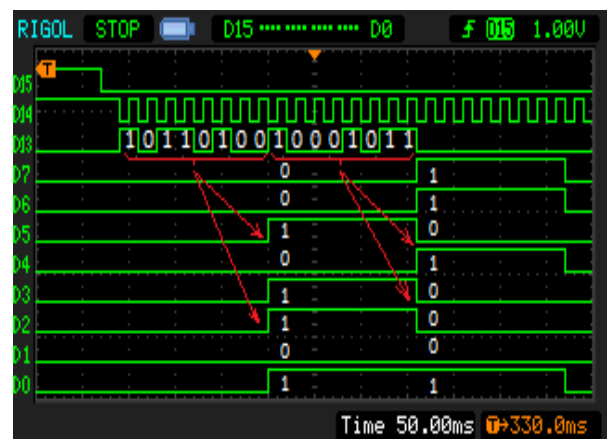 RIGOL STOP D15 D0 D15 1.00V
T
D15
D14
D13 1 0 1 1 0 1 0 0 1 0 0 0 1 0 1 1
D7 0 1
D6 0 1
D5 1 0
D4 0 1
D3 1 0
D2 1 0
D1 0 0
D0 1 1
Time 50.00ms T→330.0ms